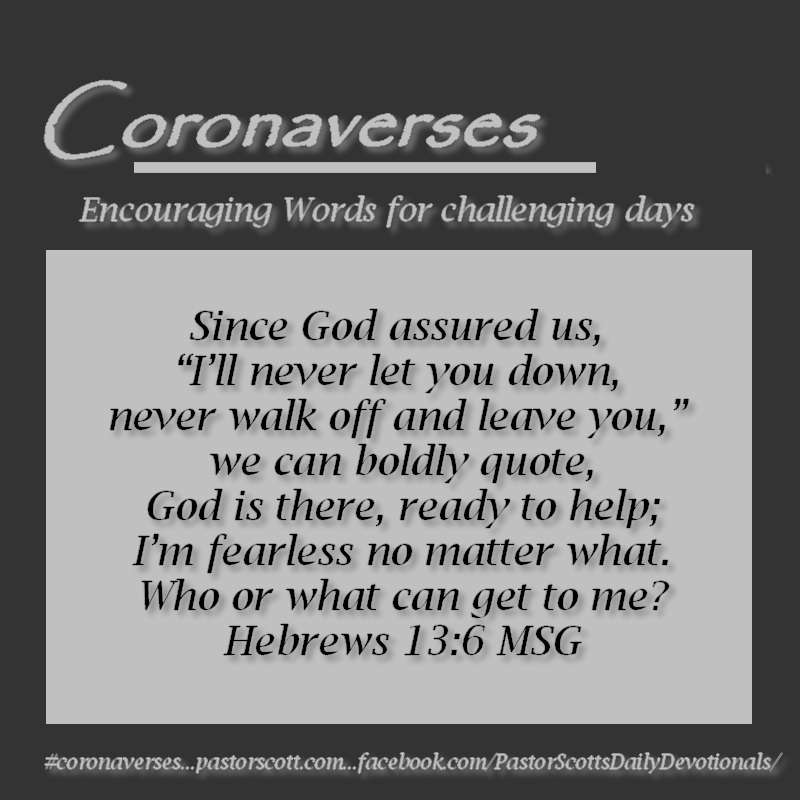 Coronaverses
Encouraging Words for challenging days
Since God assured us,
“I’ll never let you down,
never walk off and leave you,”
we can boldly quote,
God is there, ready to help;
I’m fearless no matter what.
Who or what can get to me?
Hebrews 13:6 MSG
#coronaverses...pastorscott.com...facebook.com/PastorScottsDailyDevotionals/